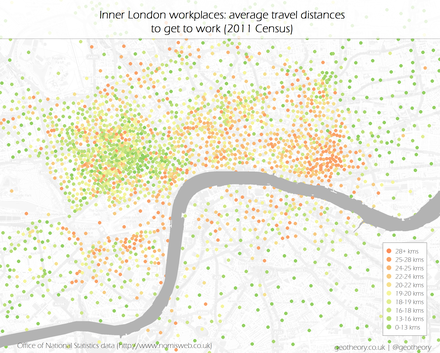 Inner London workplaces: average travel distances
to get to work (2011 Census)
28+ kms
25-28 kms
24-25 kms
22-24 kms
20-22 kms
19-20 kms
18-19 kms
16-18 kms
13-16 kms
0-13 kms
Office of National Statistics data [http://www.nomisweb.co.uk]
geotheory.co.uk | @geotheory